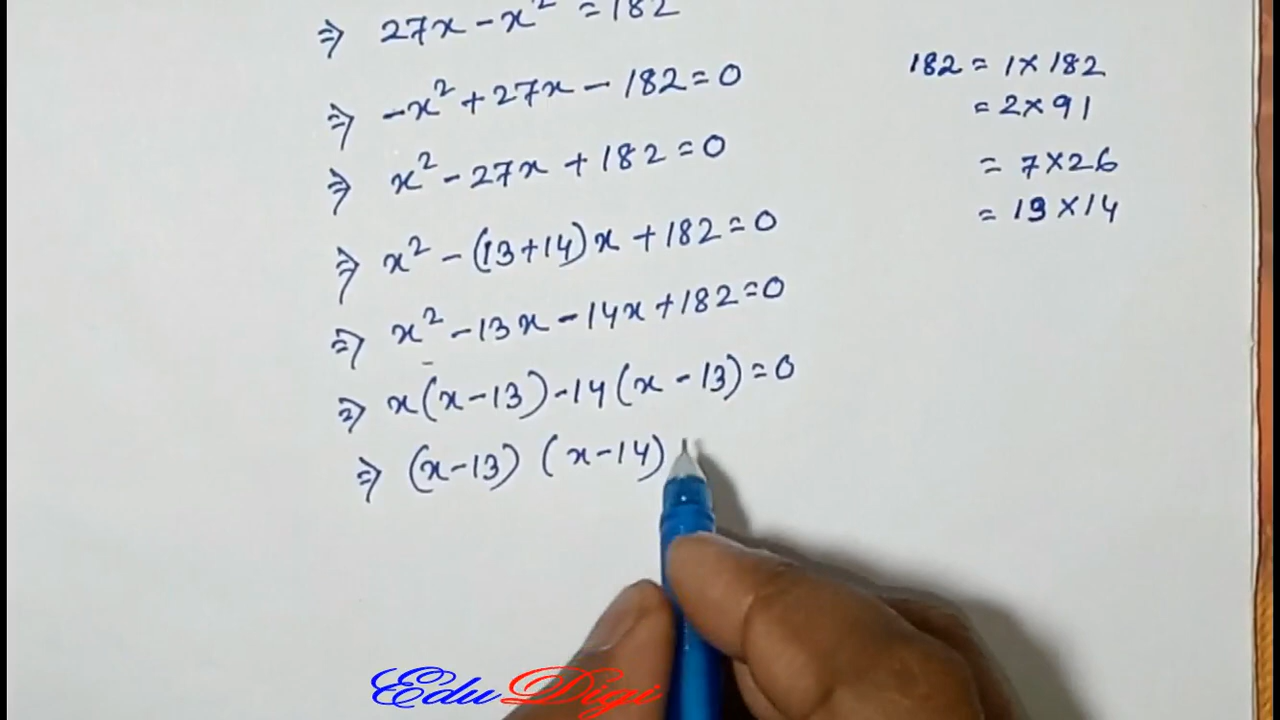 ⇒ 27x - x² = 182
⇒ -x² + 27x - 182 = 0
⇒ x² - 27x + 182 = 0
⇒ x² - (13+14)x + 182 = 0
⇒ x² - 13x - 14x + 182 = 0
⇒ x(x-13) - 14(x-13) = 0
⇒ (x-13) (x-14)
182 = 1 × 182
= 2 × 91
= 7 × 26
= 13 × 14
EduDigi